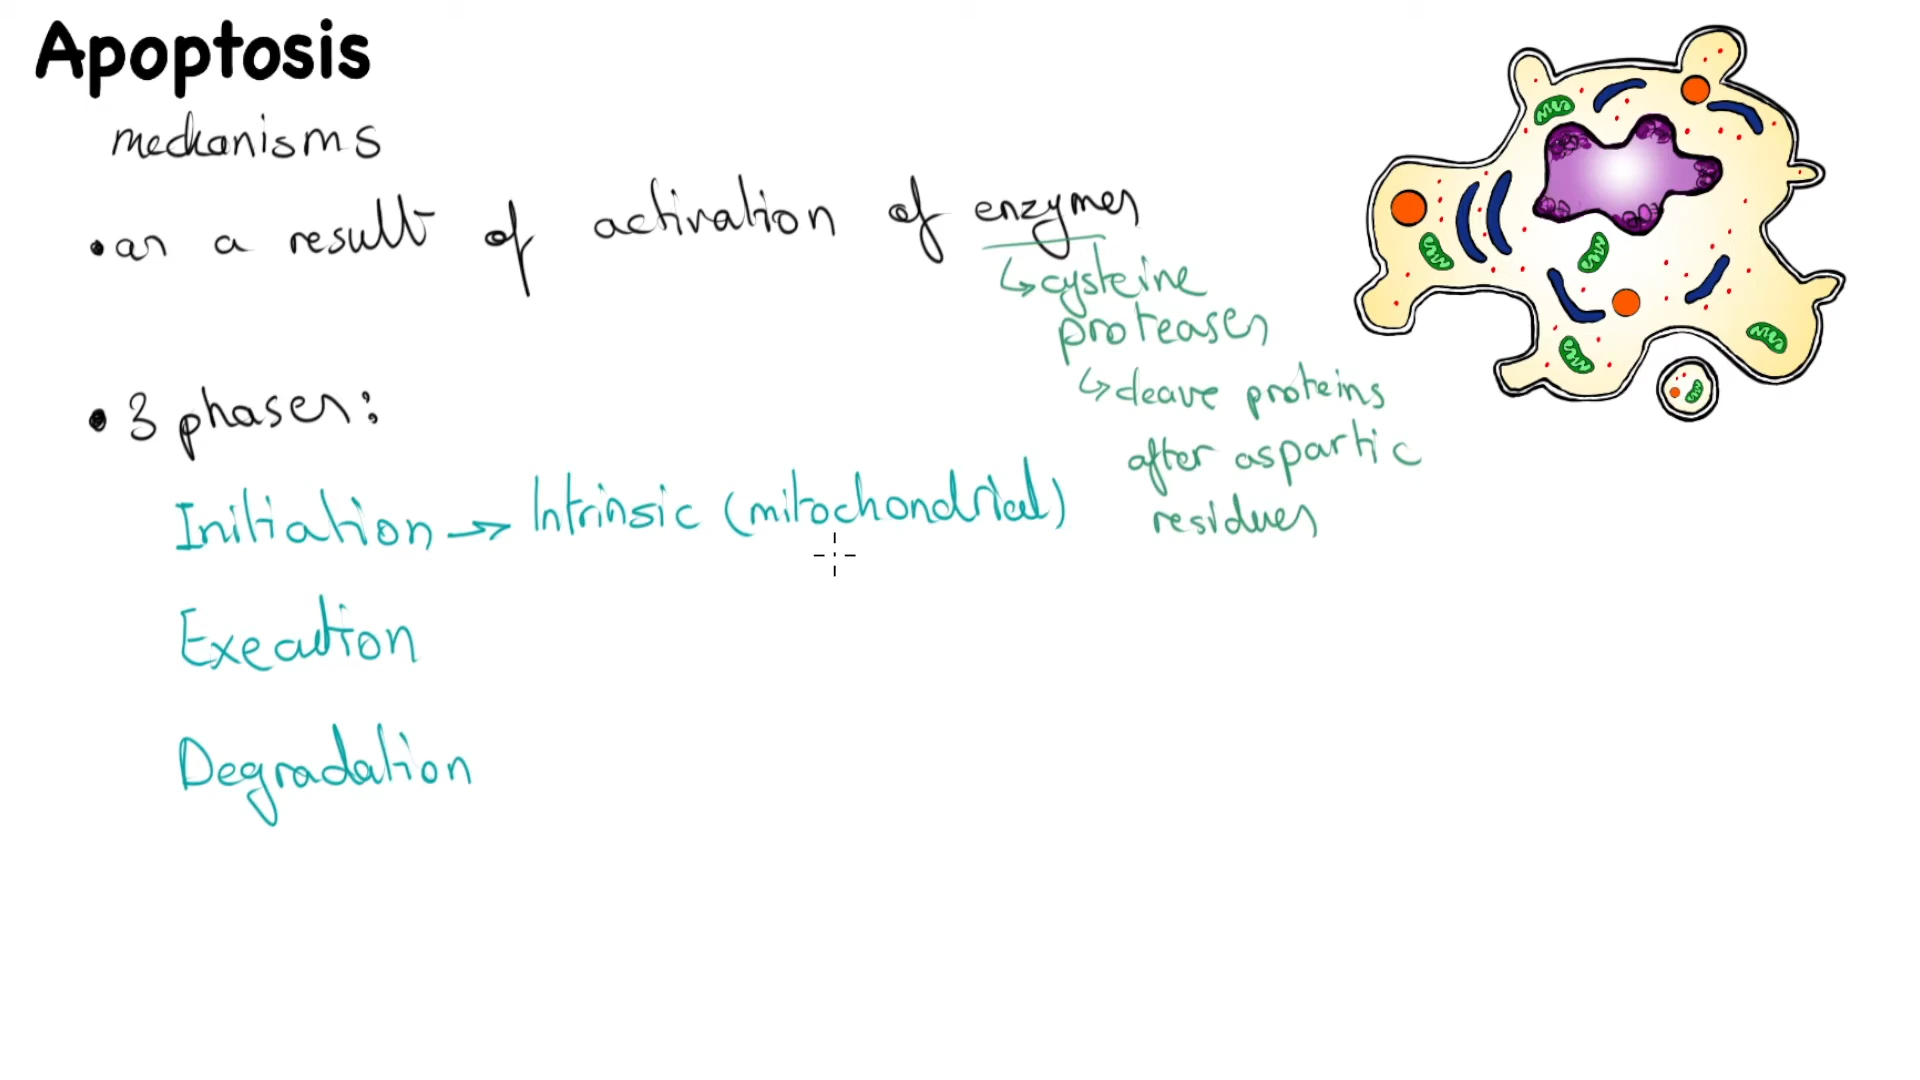 Apoptosis
mechanisms
• as a result of activation of enzymes
↳ cysteine
proteases
↳ cleave proteins
after aspartic
residues
• 3 phases:
Initiation → Intrinsic (mitochondrial)
Execution
Degradation